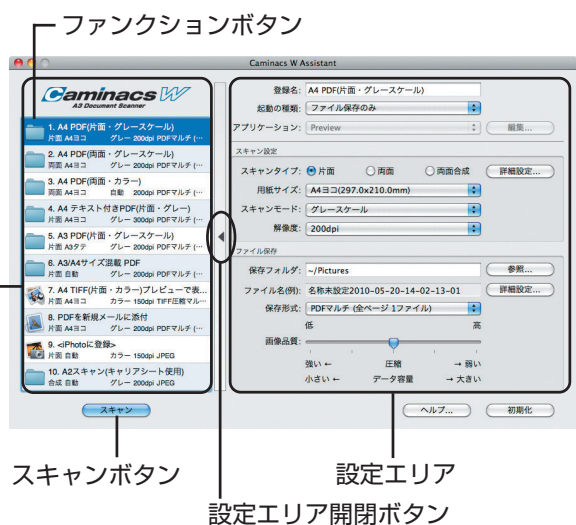 ファンクションボタン
Caminacs W Assistant
Caminacs W
A3 Document Scanner
1. A4 PDF(片面・グレースケール)
片面 A4ヨコ グレー 200dpi PDFマルチ (…
2. A4 PDF(両面・グレースケール)
両面 A4ヨコ グレー 200dpi PDFマルチ (…
3. A4 PDF(両面・カラー)
両面 A4ヨコ 自動 200dpi PDFマルチ (…
4. A4 テキスト付きPDF(片面・グレー)
片面 A4ヨコ グレー 300dpi PDFマルチ (…
5. A3 PDF(片面・グレースケール)
片面 A3タテ グレー 200dpi PDFマルチ (…
6. A3/A4サイズ混載 PDF
片面 自動 グレー 200dpi PDFマルチ (…
7. A4 TIFF(片面・カラー)プレビューで表…
片面 A4ヨコ カラー 150dpi TIFF圧縮マル…
8. PDFを新規メールに添付
片面 A4ヨコ グレー 200dpi PDFマルチ (…
9. <iPhotoに登録>
片面 自動 カラー 150dpi JPEG
10. A2スキャン(キャリアシート使用)
合成 自動 グレー 200dpi JPEG
スキャン
登録名: A4 PDF(片面・グレースケール)
起動の種類: ファイル保存のみ
アプリケーション: Preview 編集...
スキャン設定
スキャンタイプ: 片面 両面 両面合成 詳細設定...
用紙サイズ: A4ヨコ(297.0x210.0mm)
スキャンモード: グレースケール
解像度: 200dpi
ファイル保存
保存フォルダ: ~/Pictures 参照...
ファイル名(例): 名称未設定2010-05-20-14-02-13-01 詳細設定...
保存形式: PDFマルチ (全ページ 1ファイル)
低 高
画像品質:
強い ← 圧縮 → 弱い
小さい ← データ容量 → 大きい
ヘルプ... 初期化
スキャンボタン
設定エリア
設定エリア開閉ボタン